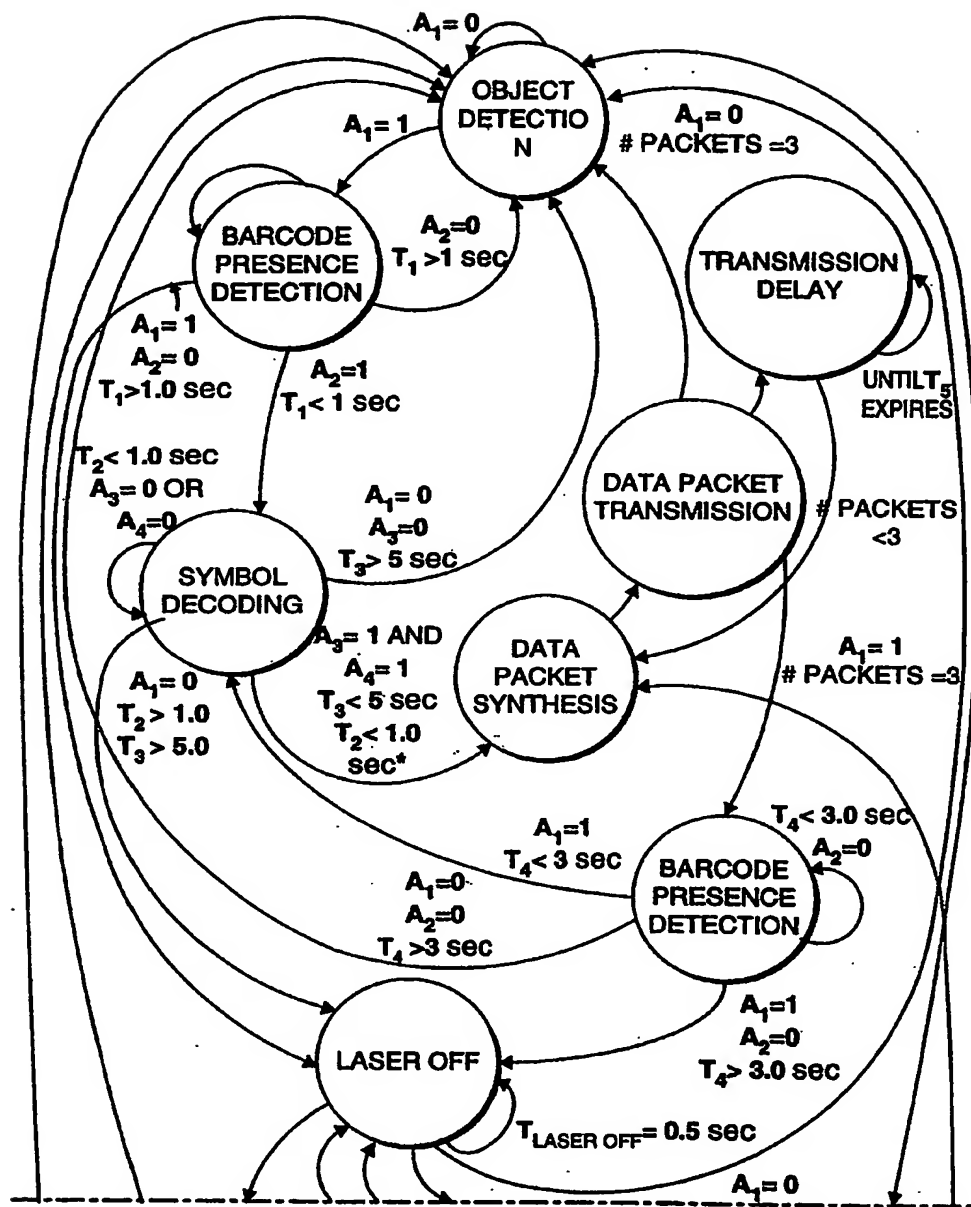 A₁= 0
OBJECT
DETECTIO
N
A₁= 1
A₁= 0
# PACKETS =3
BARCODE
PRESENCE
DETECTION
A₂=0
T₁ >1 sec
TRANSMISSION
DELAY
A₁= 1
A₂= 0
T₁>1.0 sec
A₂=1
T₁< 1 sec
UNTILT₅
EXPIRES
T₂< 1.0 sec
A₃= 0 OR
A₄=0
A₁= 0
A₃=0
T₃> 5 sec
DATA PACKET
TRANSMISSION
# PACKETS
<3
SYMBOL
DECODING
A₃= 1 AND
A₄= 1
T₃< 5 sec
T₂< 1.0
sec*
DATA
PACKET
SYNTHESIS
A₁= 1
# PACKETS =3
A₁= 0
T₂ > 1.0
T₃ > 5.0
A₁=1
T₄< 3 sec
T₄< 3.0 sec
A₂=0
BARCODE
PRESENCE
DETECTION
A₁=0
A₂=0
T₄ >3 sec
A₁=1
A₂=0
T₄> 3.0 sec
LASER OFF
T LASER OFF= 0.5 sec
A₁= 0